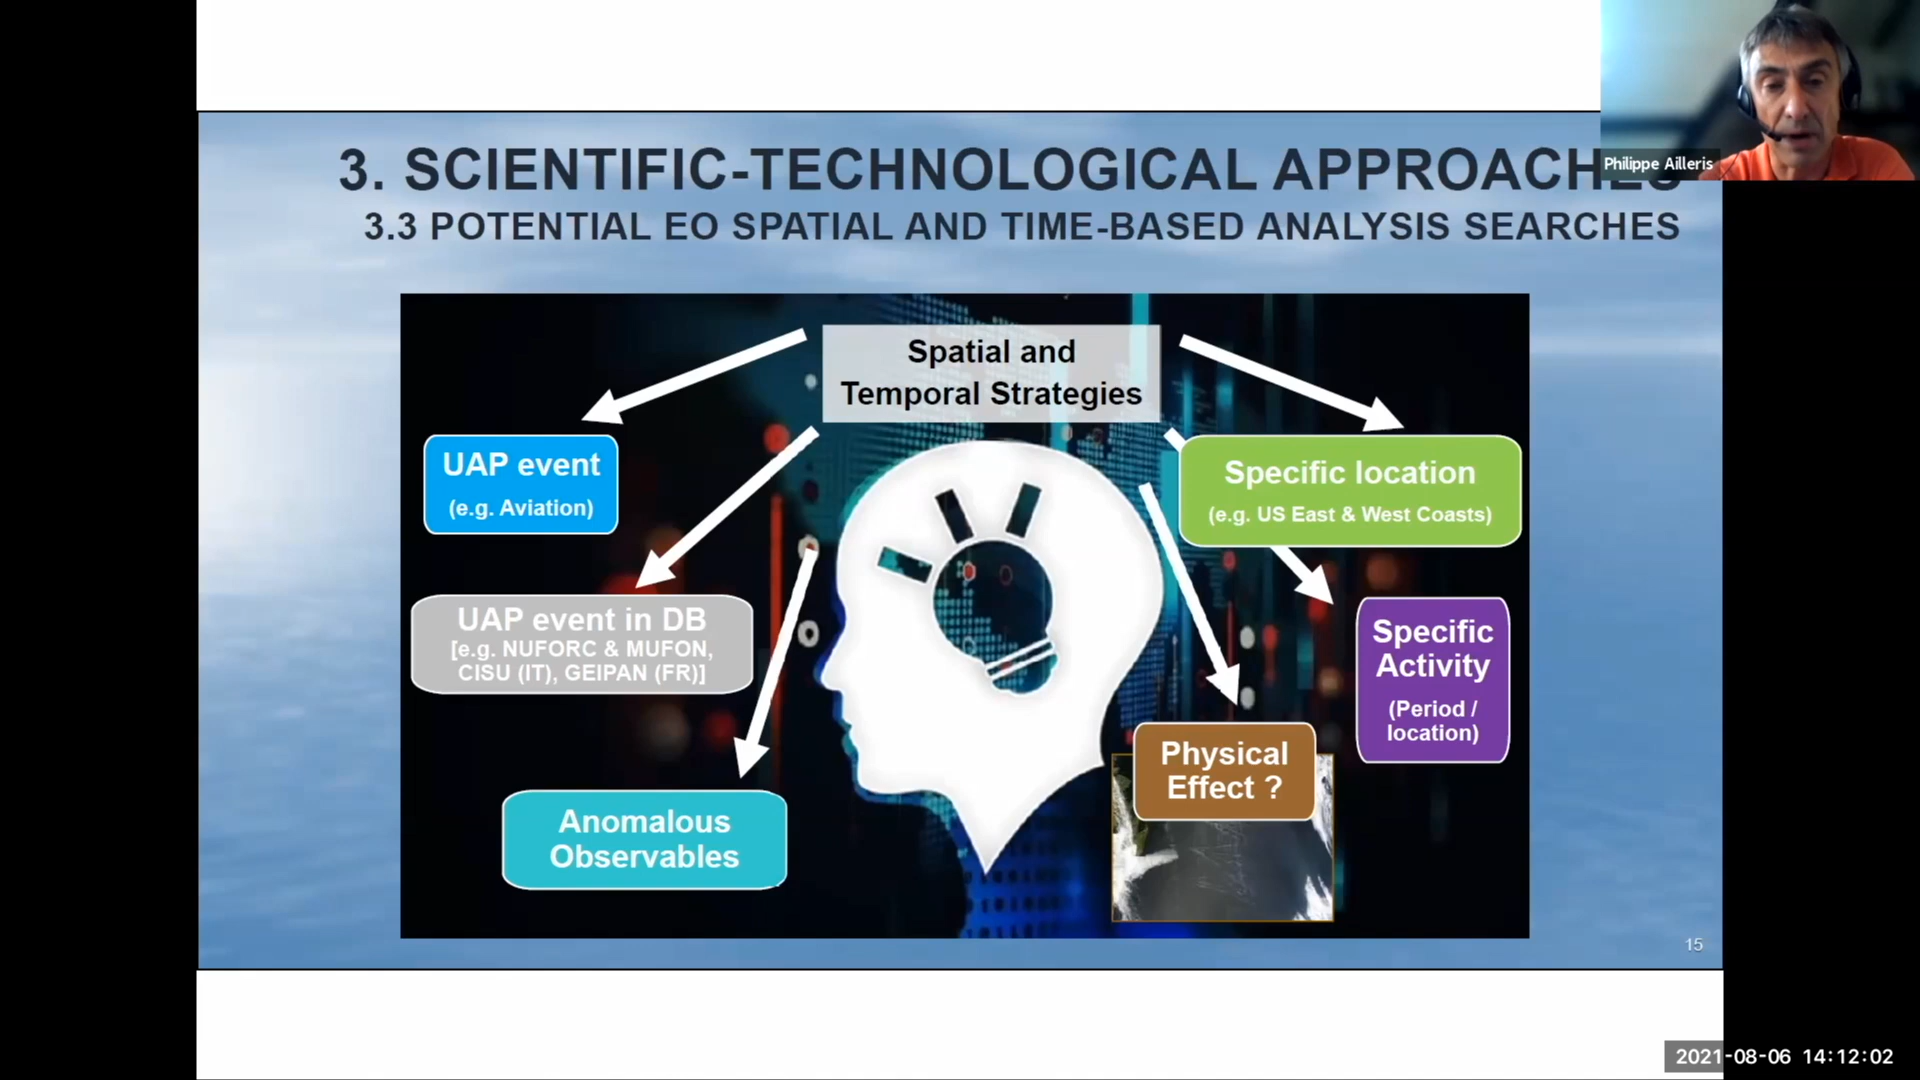 3. SCIENTIFIC-TECHNOLOGICAL APPROACHES
Philippe Ailleris
3.3 POTENTIAL EO SPATIAL AND TIME-BASED ANALYSIS SEARCHES
Spatial and
Temporal Strategies
UAP event
(e.g. Aviation)
Specific location
(e.g. US East & West Coasts)
UAP event in DB
[e.g. NUFORC & MUFON,
CISU (IT), GEIPAN (FR)]
Specific
Activity
(Period /
location)
Physical
Effect ?
Anomalous
Observables
15
2021-08-06 14:12:02